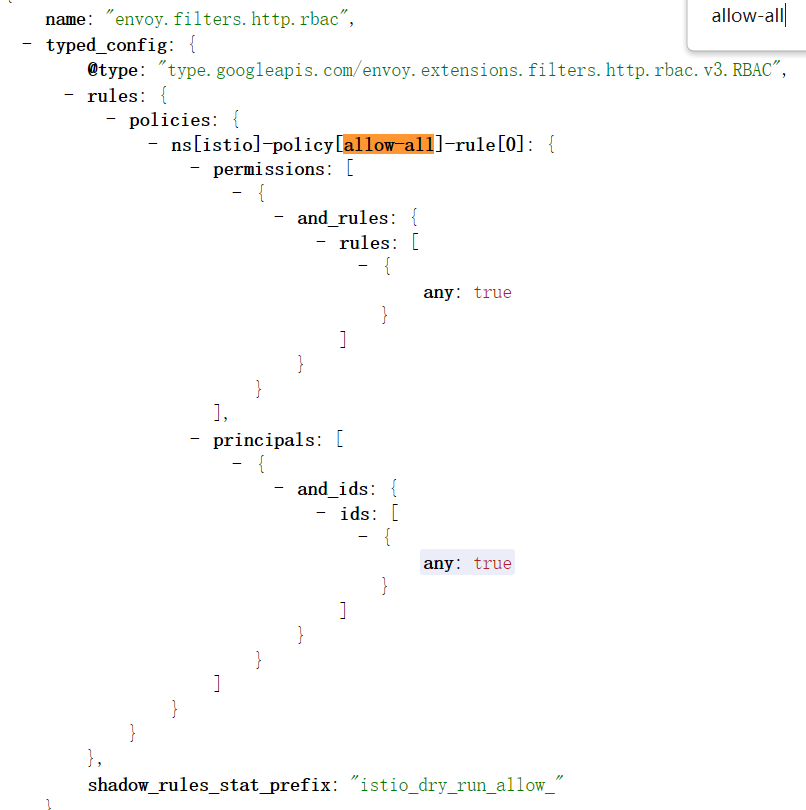 allow-all
name: "envoy.filters.http.rbac",
- typed_config: {
@type: "type.googleapis.com/envoy.extensions.filters.http.rbac.v3.RBAC",
- rules: {
- policies: {
- ns[istio]-policy[allow-all]-rule[0]: {
- permissions: [
- {
- and_rules: {
- rules: [
- {
any: true
}
]
}
}
],
- principals: [
- {
- and_ids: {
- ids: [
- {
any: true
}
]
}
}
]
}
}
},
shadow_rules_stat_prefix: "istio_dry_run_allow_"
}